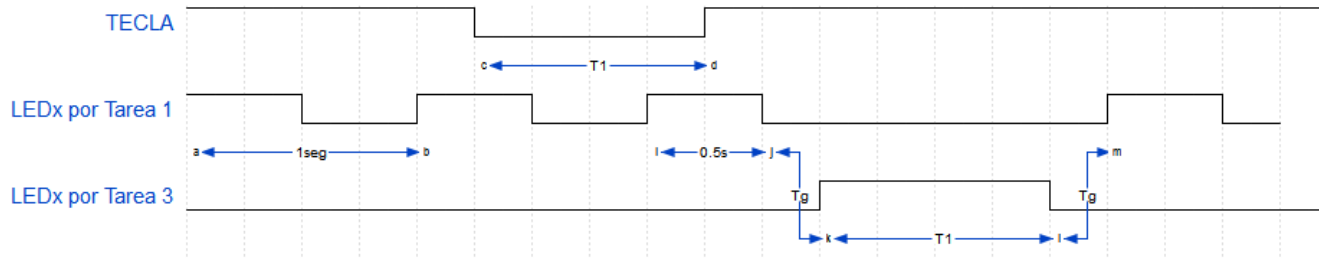 TECLA
c T1 d
LEDx por Tarea 1
a 1seg b i 0.5s j m
LEDx por Tarea 3
Tg Tg
k T1 l